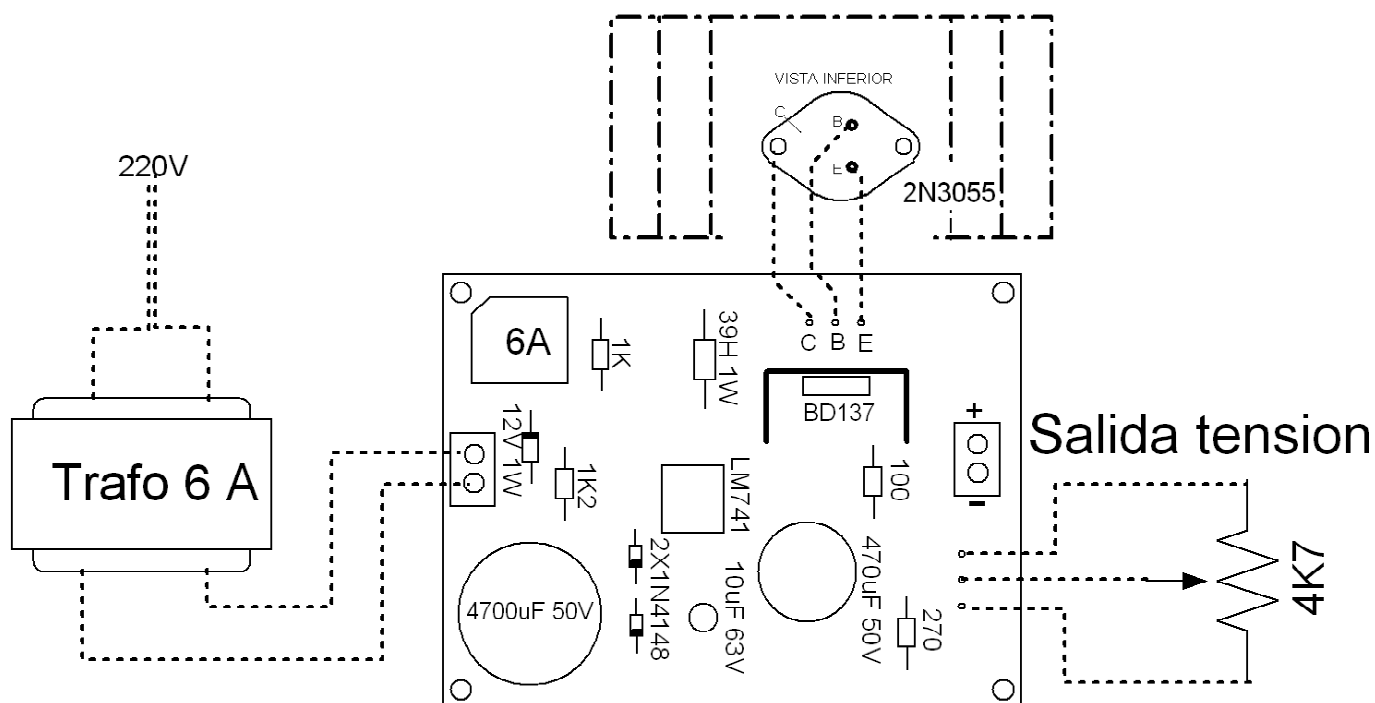 VISTA INFERIOR
C
B
E
2N3055
220V
Trafo 6 A
6A
1K
39H 1W
C B E
BD137
12V 1W
1K2
LM741
100
+
-
Salida tension
4700uF 50V
2X1N4148
10uF 63V
470uF 50V
270
4K7